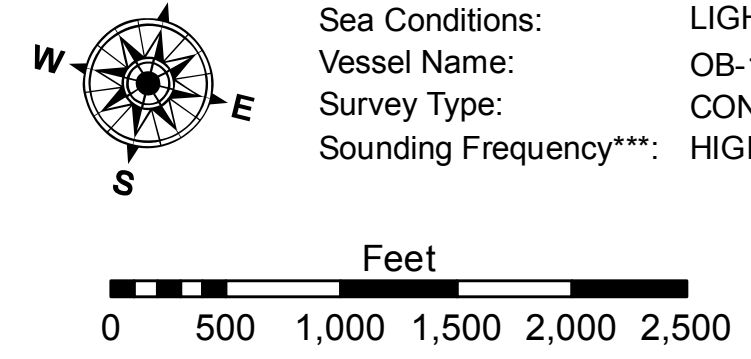 W
E
S
Sea Conditions:
Vessel Name:
Survey Type:
Sounding Frequency***:
Feet
0 500 1,000 1,500 2,000 2,500